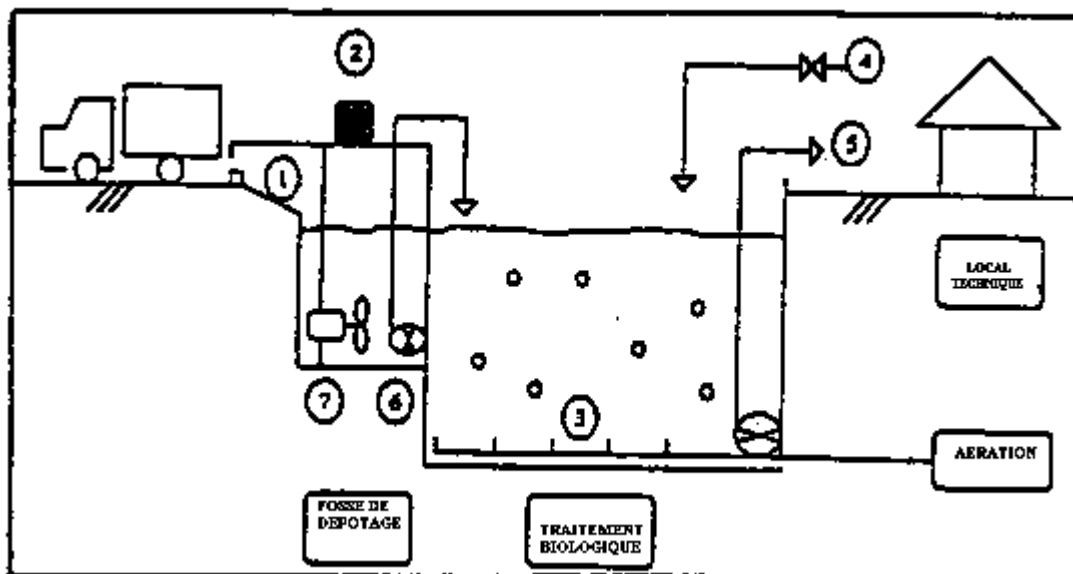 2
4
5
1
LOCAL
TECHNIQUE
7
6
3
AERATION
FOSSE DE
DEPOTAGE
TRAITEMENT
BIOLOGIQUE